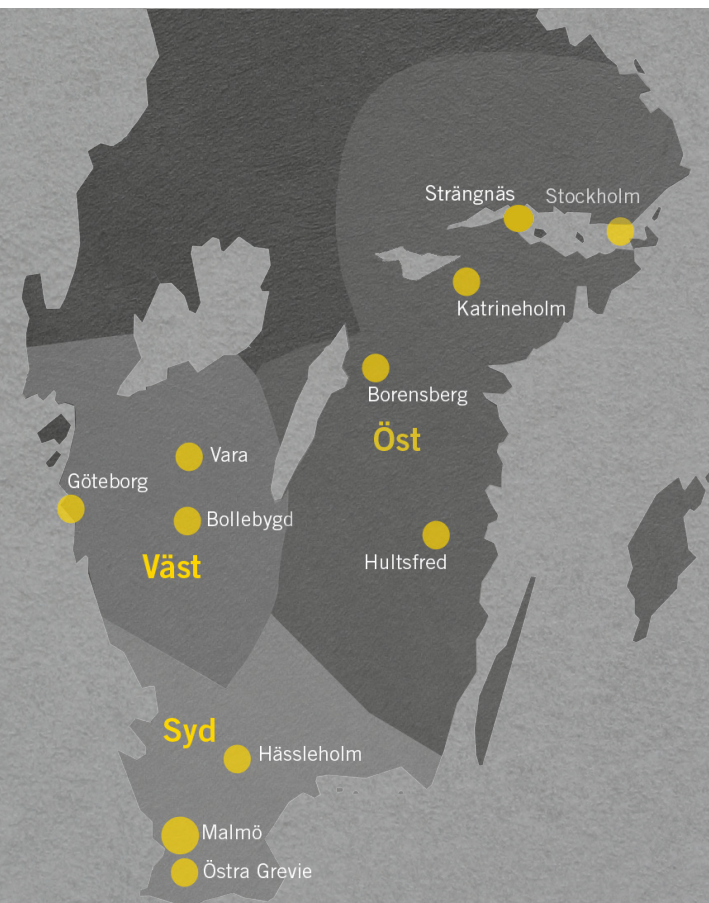 Strängnäs
Stockholm
Katrineholm
Borensberg
Öst
Vara
Göteborg
Bollebygd
Hultsfred
Väst
Syd
Hässleholm
Malmö
Östra Grevie